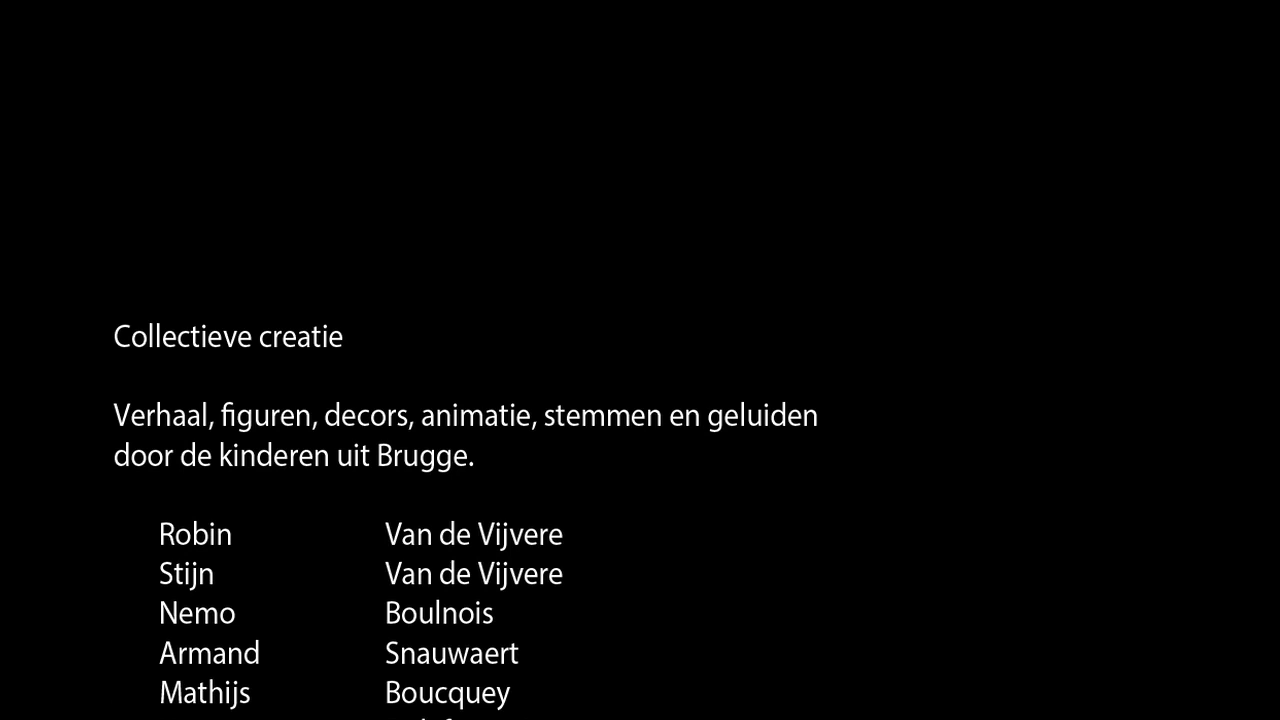 Collectieve creatie
Verhaal, figuren, decors, animatie, stemmen en geluiden
door de kinderen uit Brugge.
Robin Van de Vijvere
Stijn Van de Vijvere
Nemo Boulnois
Armand Snauwaert
Mathijs Boucquey